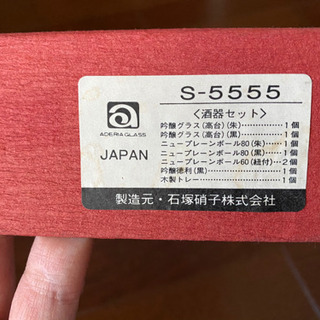 S-5555
ADERIA GLASS
JAPAN
〈酒器セット〉
吟醸グラス(高台)(朱)………1個
吟醸グラス(高台)(黒)………1個
ニュープレーンボール80(朱)…1個
ニュープレーンボール80(黒)…1個
ニュープレーンボール60(紐付)…2個
吟醸徳利(黒)………………1個
木製トレー…………………1個
製造元・石塚硝子株式会社